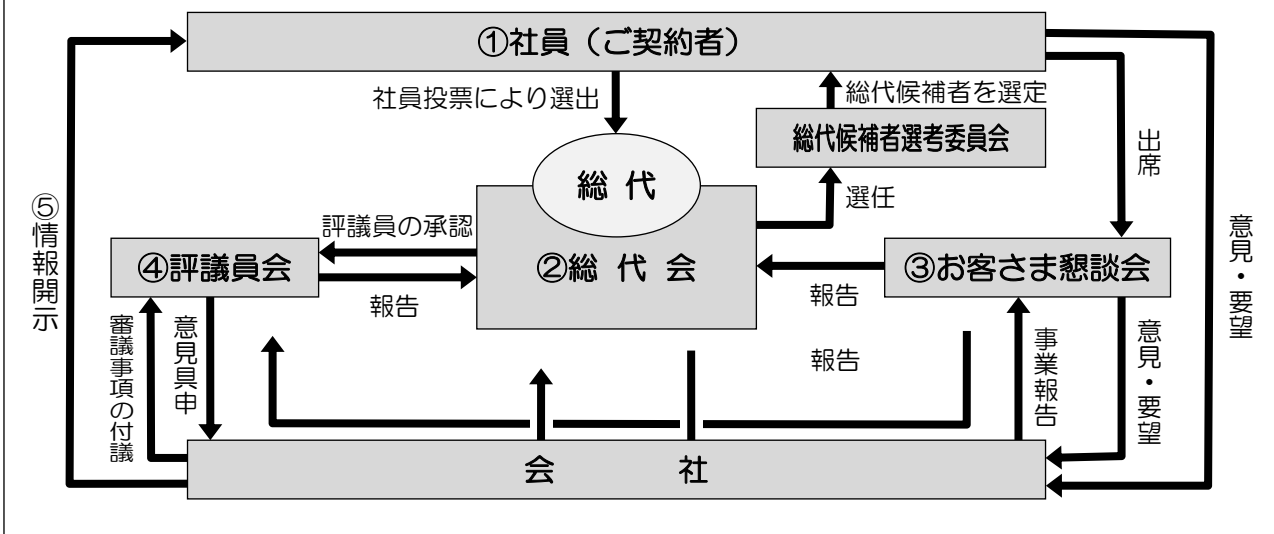 ①社員（ご契約者）
社員投票により選出
総代候補者を選定
総代候補者選考委員会
出席
総 代
選任
意見・要望
⑤情報開示
評議員の承認
④評議員会
②総 代 会
③お客さま懇談会
報告
報告
報告
審議事項の付議
意見具申
事業報告
意見・要望
会 社